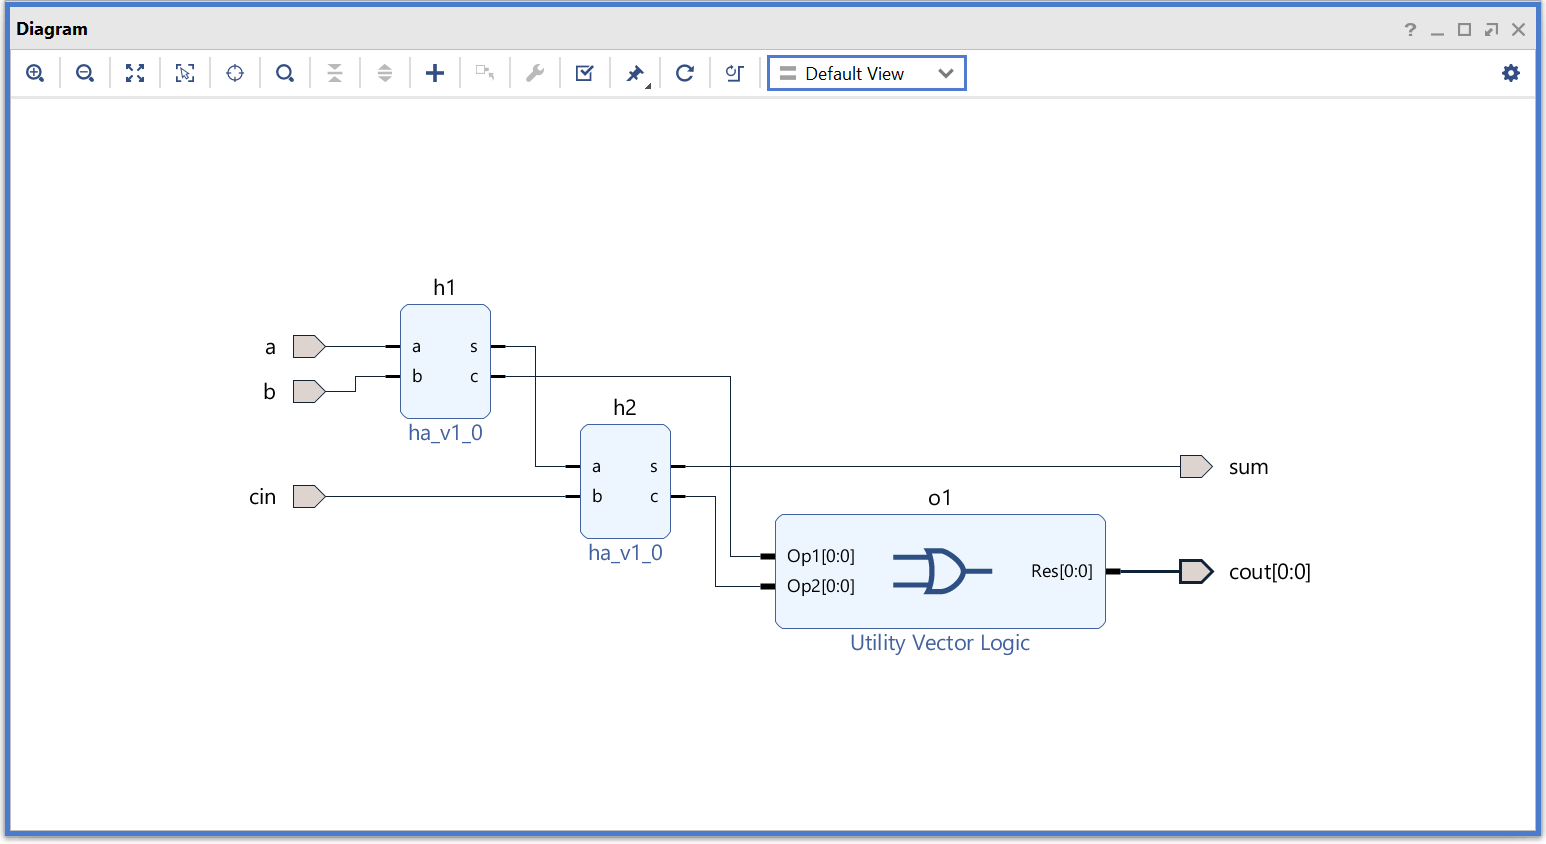 Diagram
?
Default View
h1
a
a
s
b
b
c
ha_v1_0
h2
a
s
sum
cin
b
c
ha_v1_0
o1
Op1[0:0]
Op2[0:0]
Res[0:0]
cout[0:0]
Utility Vector Logic